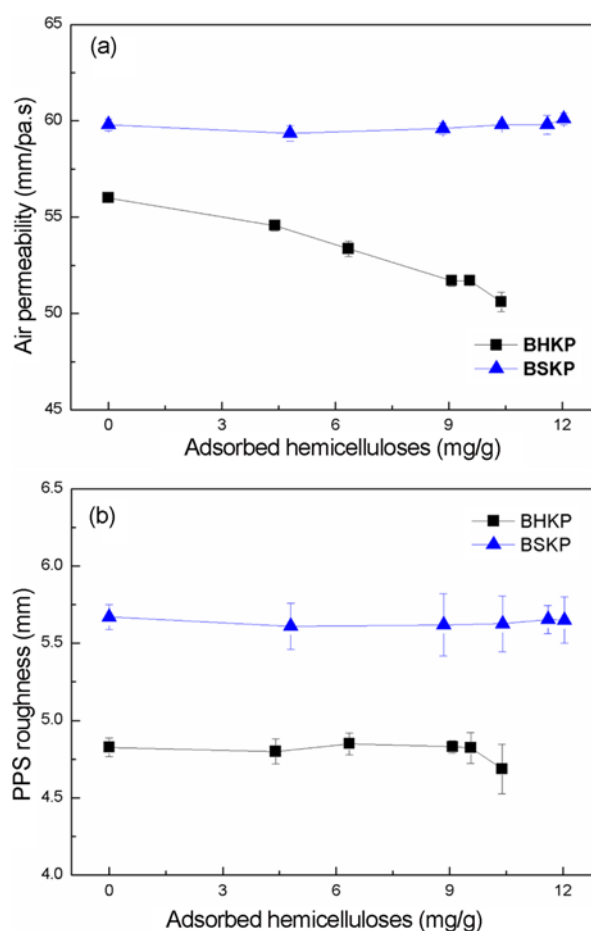 (a)
Air permeability (mm/pa.s)
65
60
55
50
45
BHKP
BSKP
0 3 6 9 12
Adsorbed hemicelluloses (mg/g)
(b)
PPS roughness (mm)
6.5
6.0
5.5
5.0
4.5
4.0
BHKP
BSKP
0 3 6 9 12
Adsorbed hemicelluloses (mg/g)